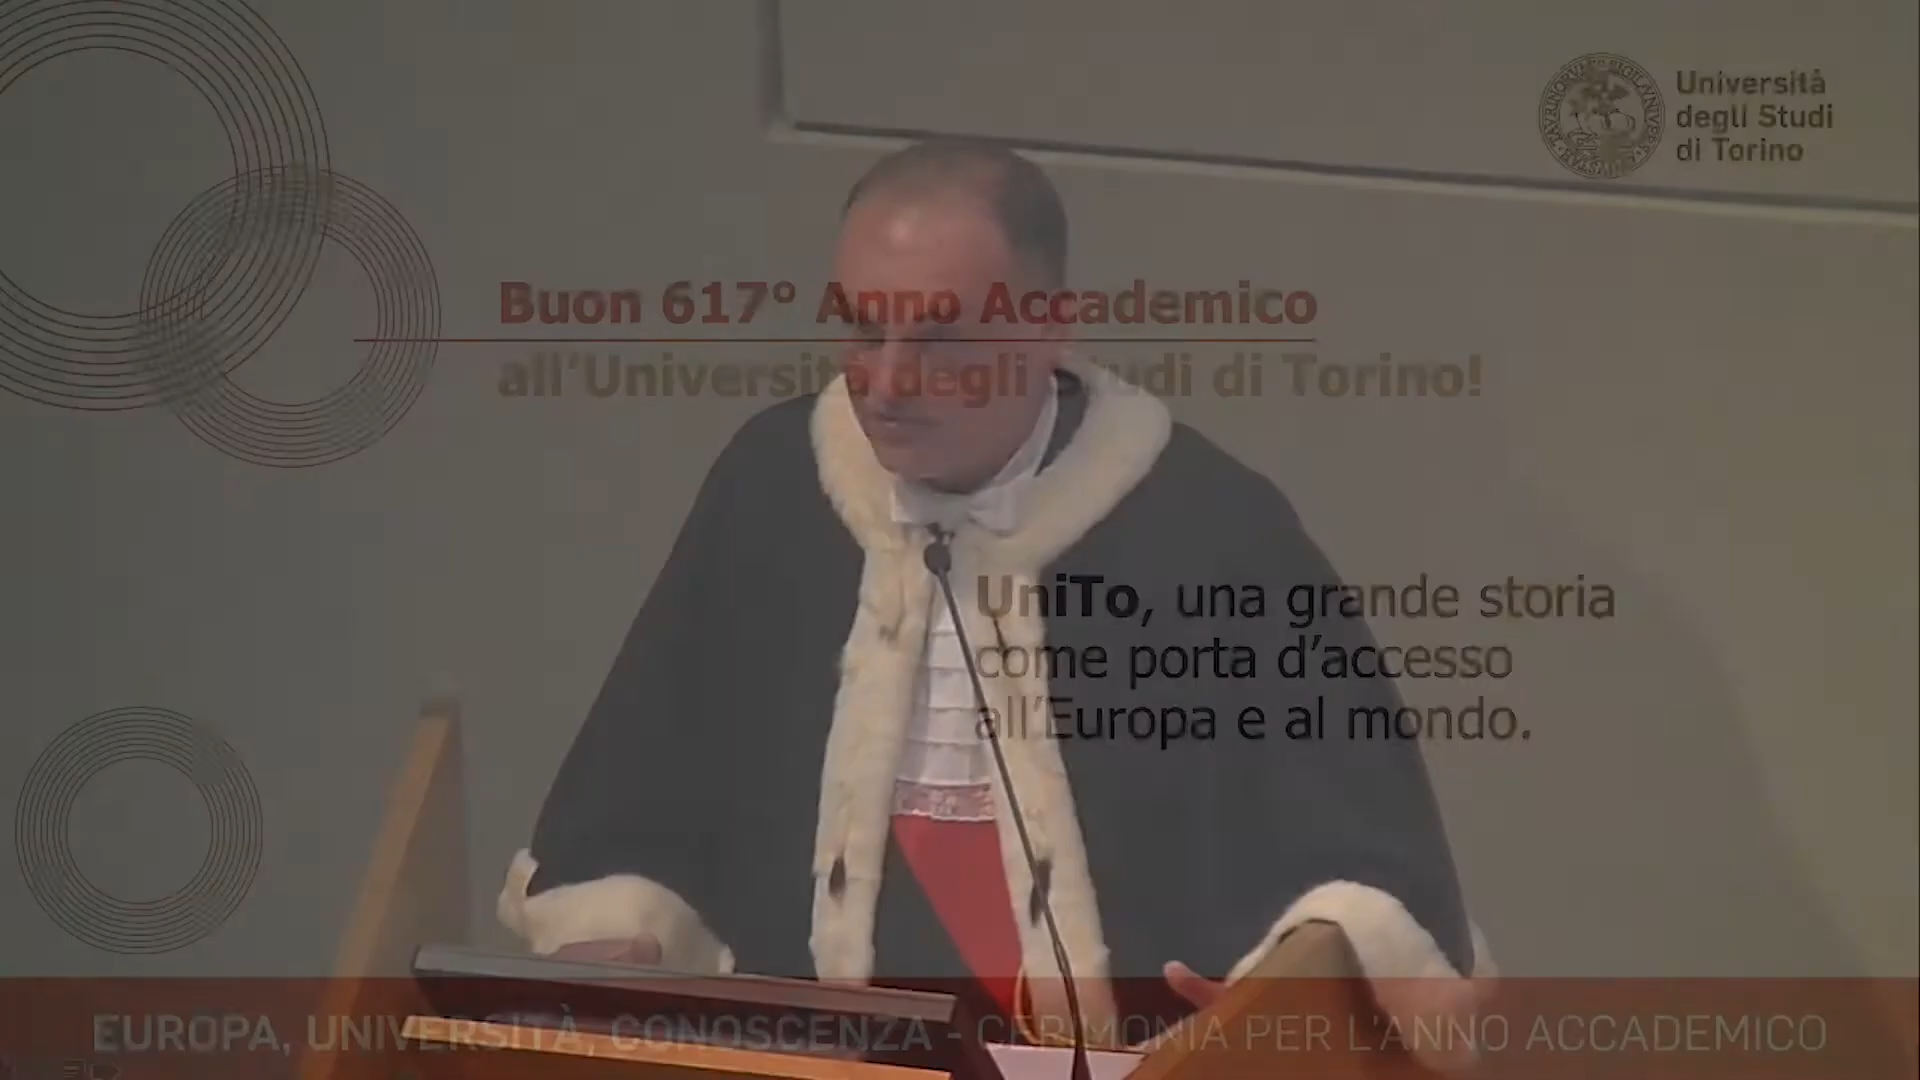 Università
degli Studi
di Torino
Buon 617° Anno Accademico
all'Università degli Studi di Torino!
UniTo, una grande storia
come porta d'accesso
all'Europa e al mondo.
EUROPA, UNIVERSITÀ, CONOSCENZA - CERIMONIA PER L'ANNO ACCADEMICO